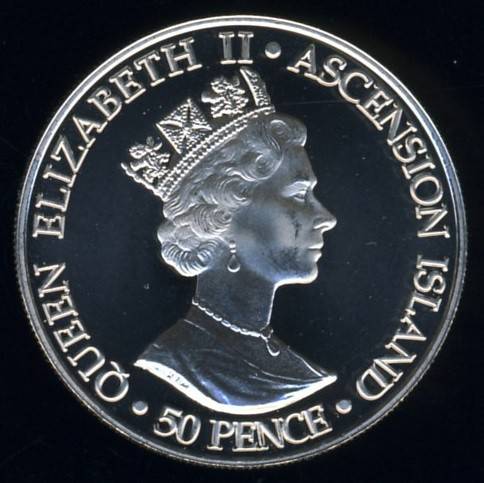 QUEEN ELIZABETH II • ASCENSION ISLAND
• 50 PENCE •